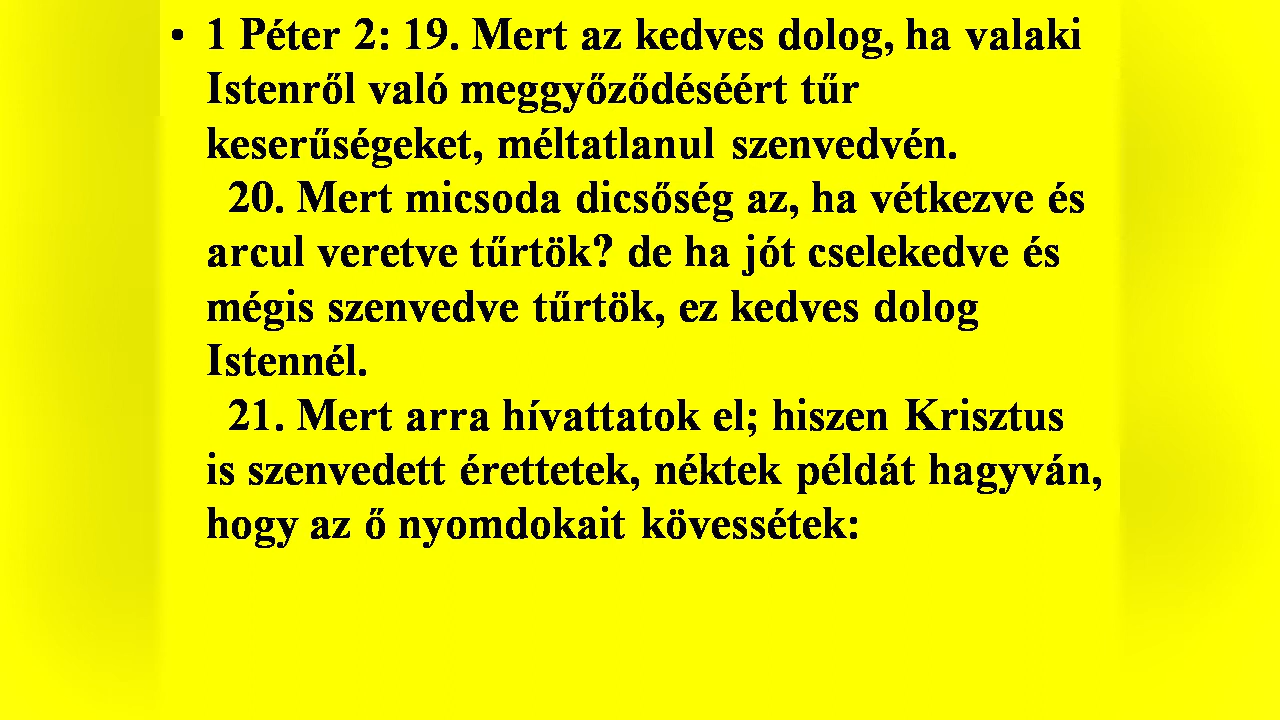 • 1 Péter 2: 19. Mert az kedves dolog, ha valaki
Istenről való meggyőződéséért tűr
keserűségeket, méltatlanul szenvedvén.
20. Mert micsoda dicsőség az, ha vétkezve és
arcul veretve tűrtök? de ha jót cselekedve és
mégis szenvedve tűrtök, ez kedves dolog
Istennél.
21. Mert arra hívattatok el; hiszen Krisztus
is szenvedett érettetek, néktek példát hagyván,
hogy az ő nyomdokait kövessétek: